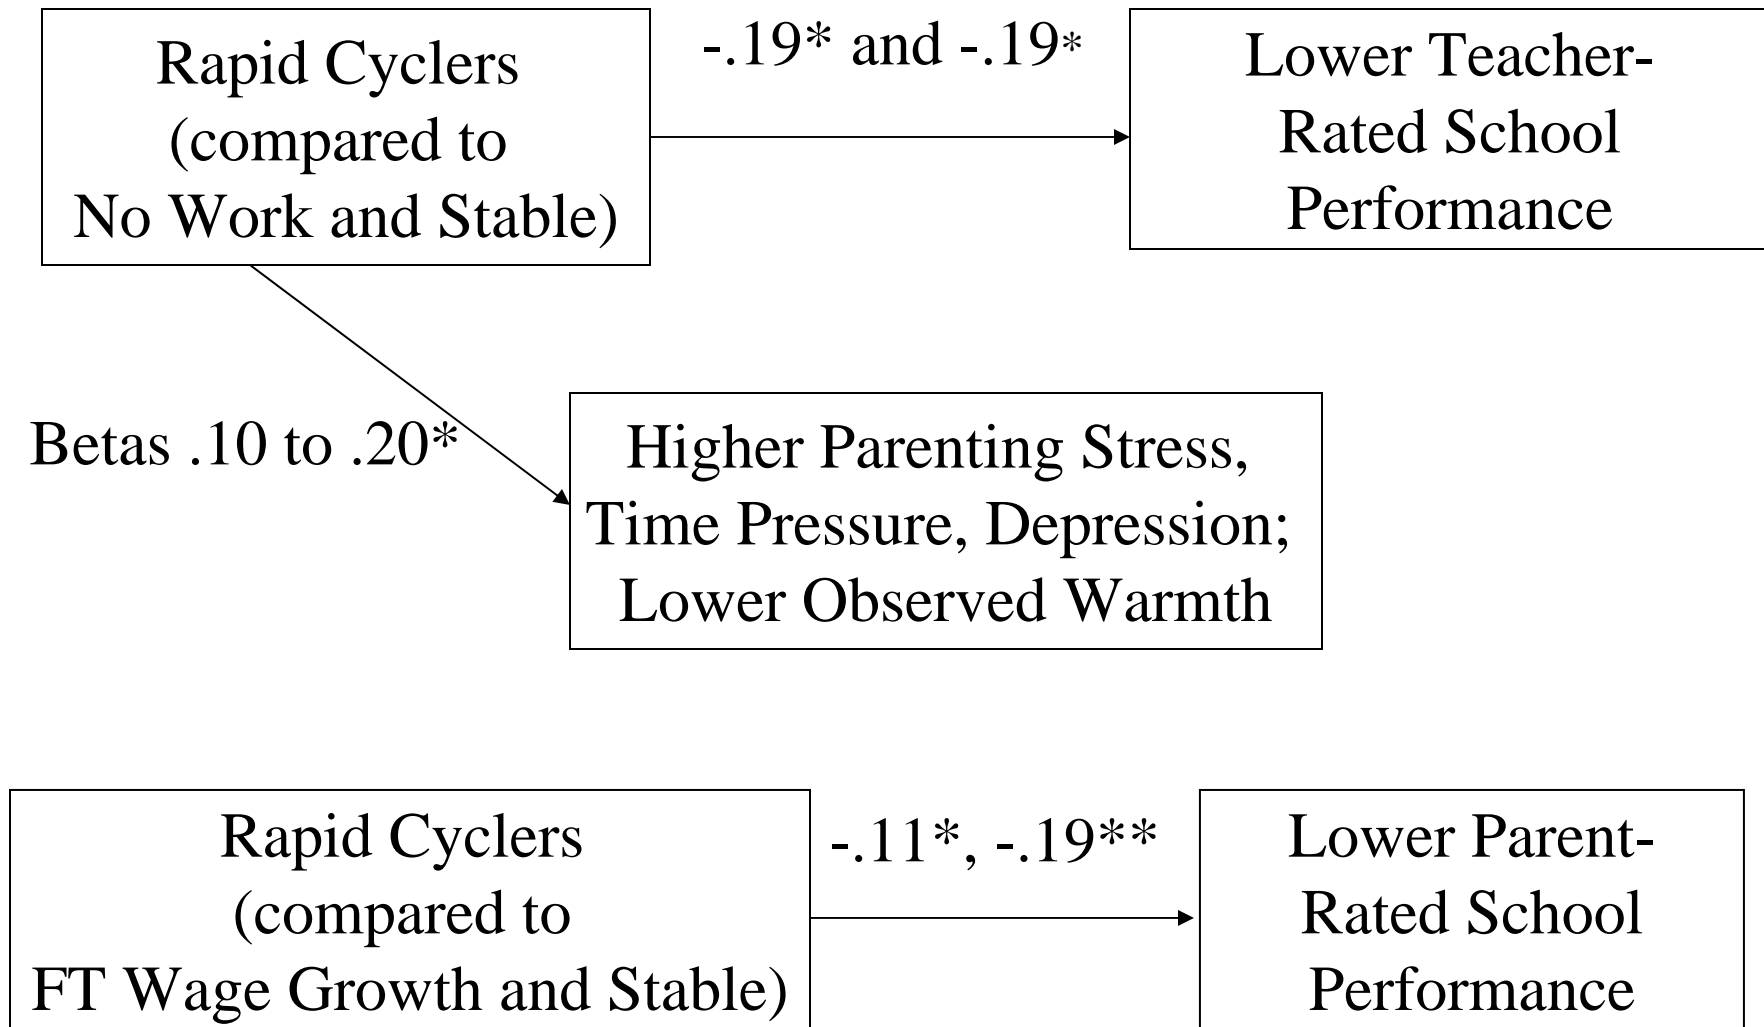 Rapid Cyclers
(compared to
No Work and Stable)
-.19* and -.19*
Lower Teacher-
Rated School
Performance
Betas .10 to .20*
Higher Parenting Stress,
Time Pressure, Depression;
Lower Observed Warmth
Rapid Cyclers
(compared to
FT Wage Growth and Stable)
-.11*, -.19**
Lower Parent-
Rated School
Performance